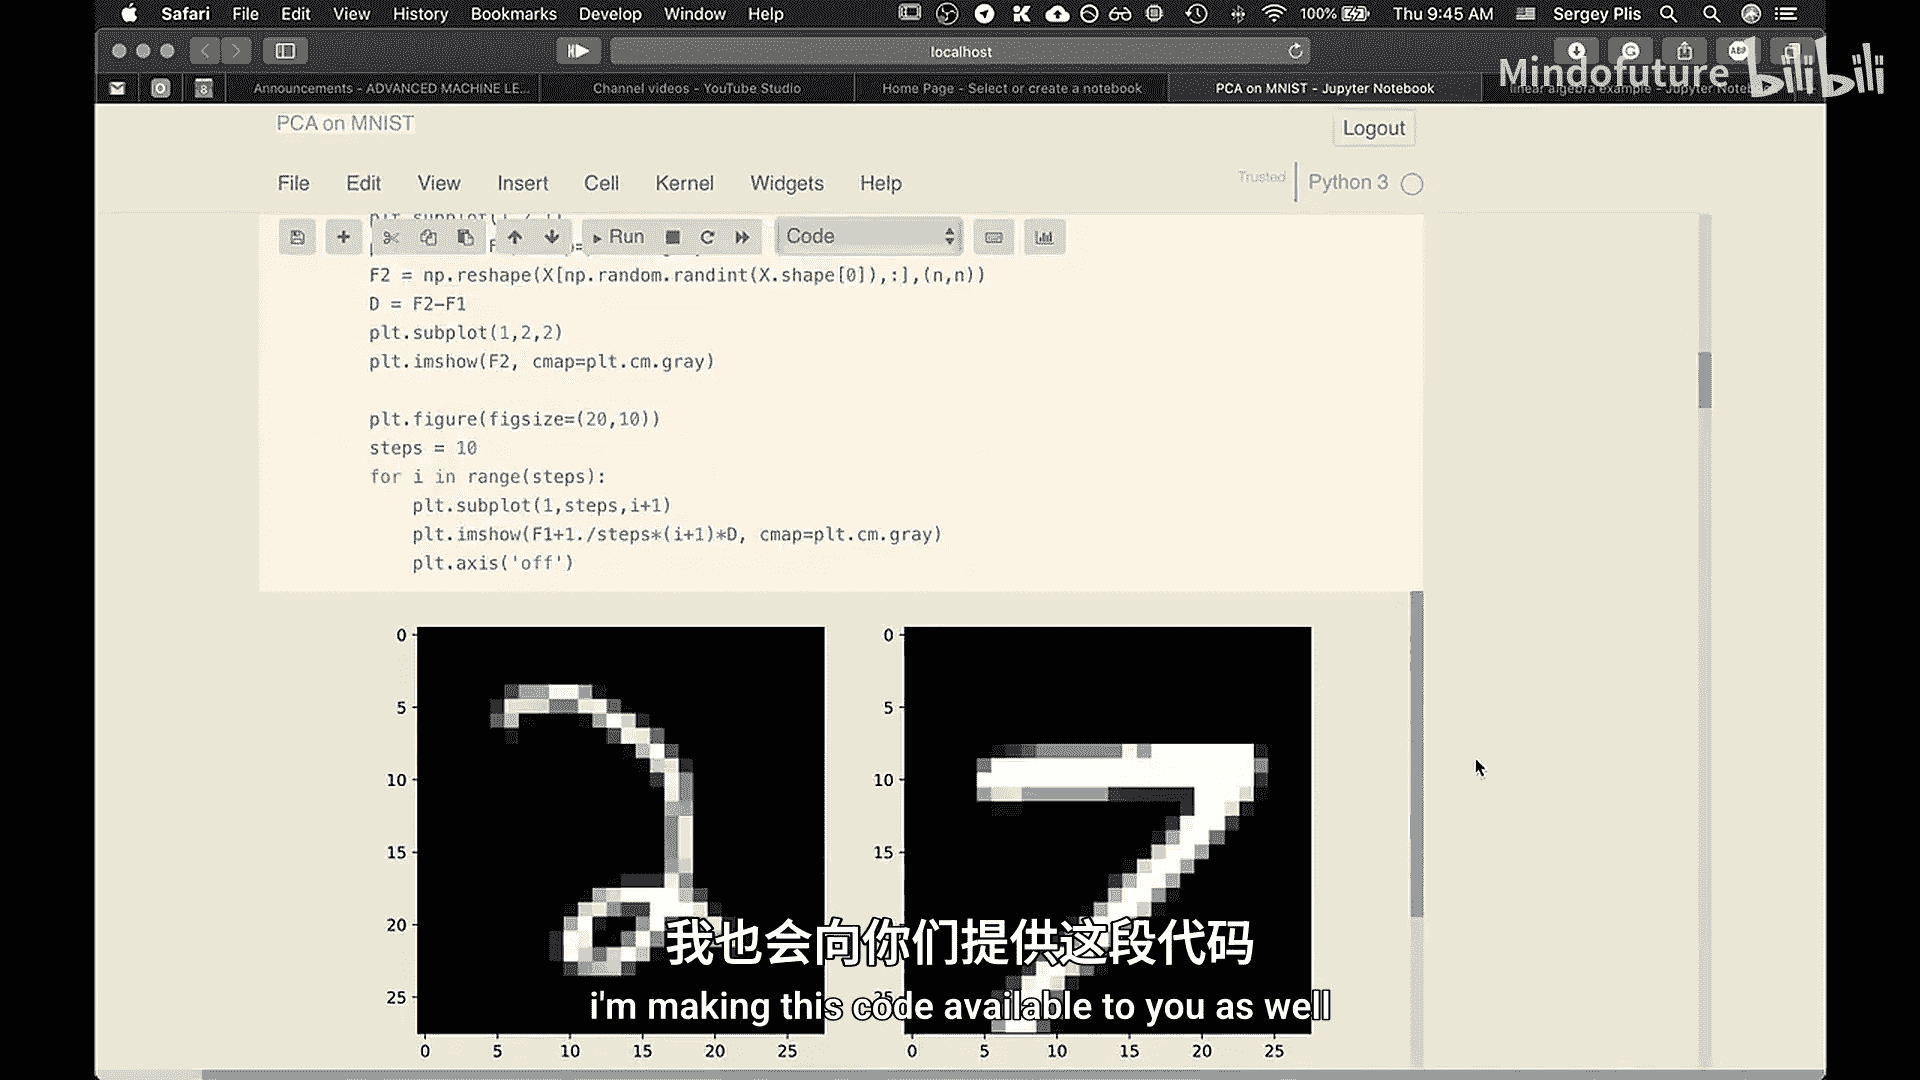 Safari File Edit View History Bookmarks Develop Window Help 100% Thu 9:45 AM Sergey Plis
localhost
Mindofuture bilibili
Announcements - ADVANCED MACHINE LE... Channel videos - YouTube Studio Home Page - Select or create a notebook PCA on MNIST - Jupyter Notebook linear algebra example - Jupyter Note
PCA on MNIST
Logout
File Edit View Insert Cell Kernel Widgets Help
Trusted Python 3
Run Code
F2 = np.reshape(X[np.random.randint(X.shape[0]),:],(n,n))
D = F2-F1
plt.subplot(1,2,2)
plt.imshow(F2, cmap=plt.cm.gray)
plt.figure(figsize=(20,10))
steps = 10
for i in range(steps):
plt.subplot(1,steps,i+1)
plt.imshow(F1+1./steps*(i+1)*D, cmap=plt.cm.gray)
plt.axis('off')
0 0
5 5
10 10
15 15
20 20
25 25
我也会向你们提供这段代码
i'm making this code available to you as well
0 5 10 15 20 25 0 5 10 15 20 25